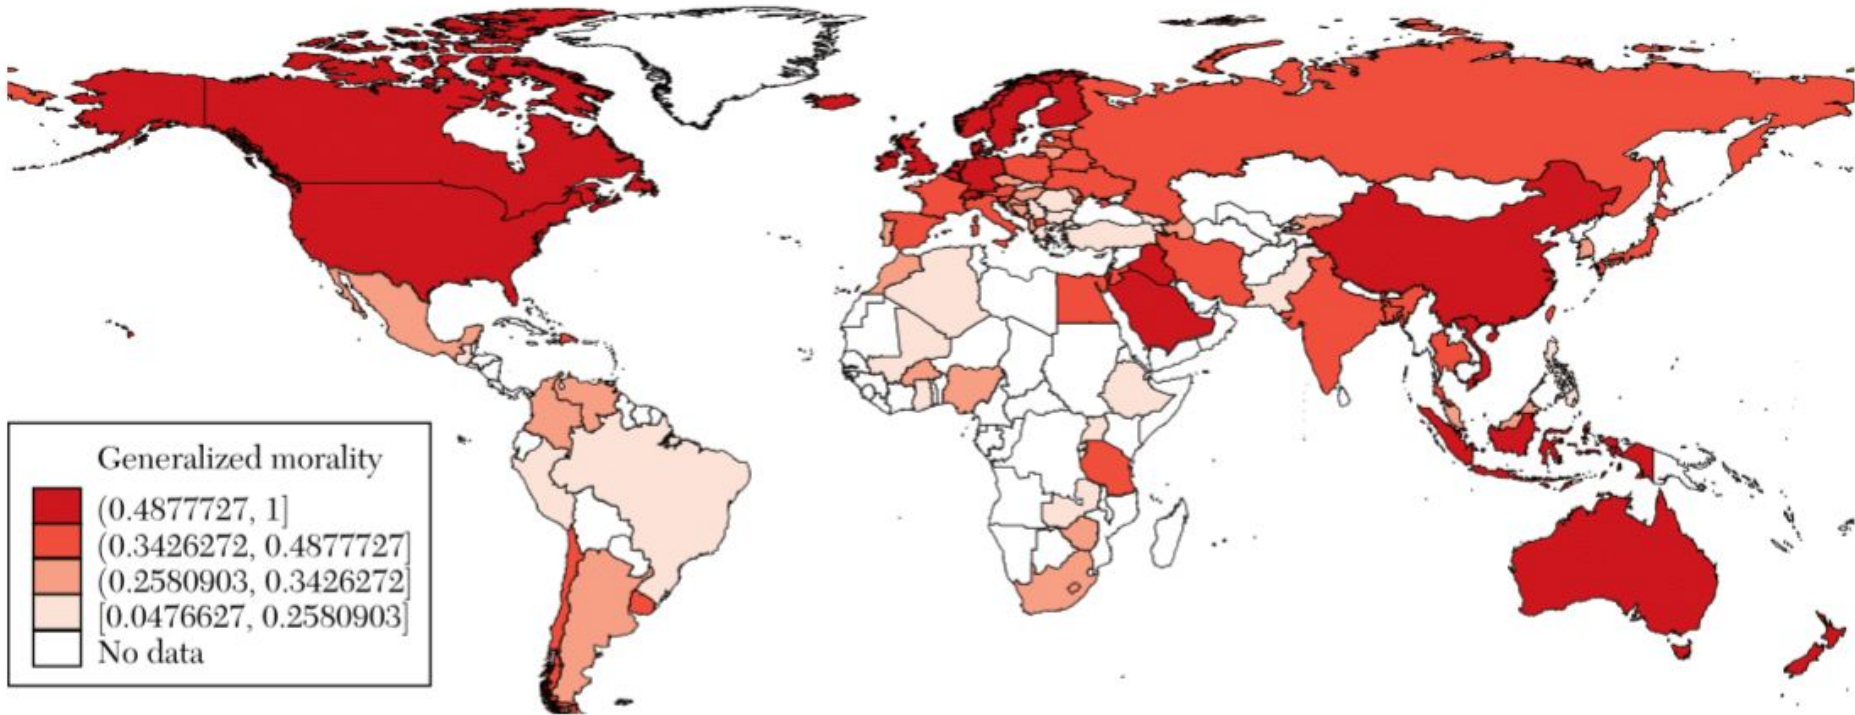 Generalized morality
(0.4877727, 1]
(0.3426272, 0.4877727]
(0.2580903, 0.3426272]
[0.0476627, 0.2580903]
No data